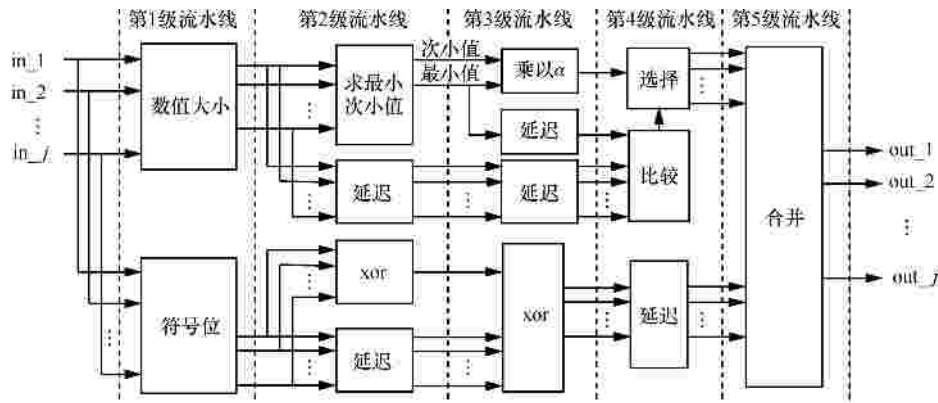 第1级流水线 第2级流水线 第3级流水线 第4级流水线 第5级流水线
in_1
in_2
⋮
in_j
数值大小
求最小
次小值
次小值
最小值
乘以α
延迟
延迟
延迟
选择
比较
符号位
xor
延迟
xor
延迟
合并
out_1
out_2
⋮
out_j